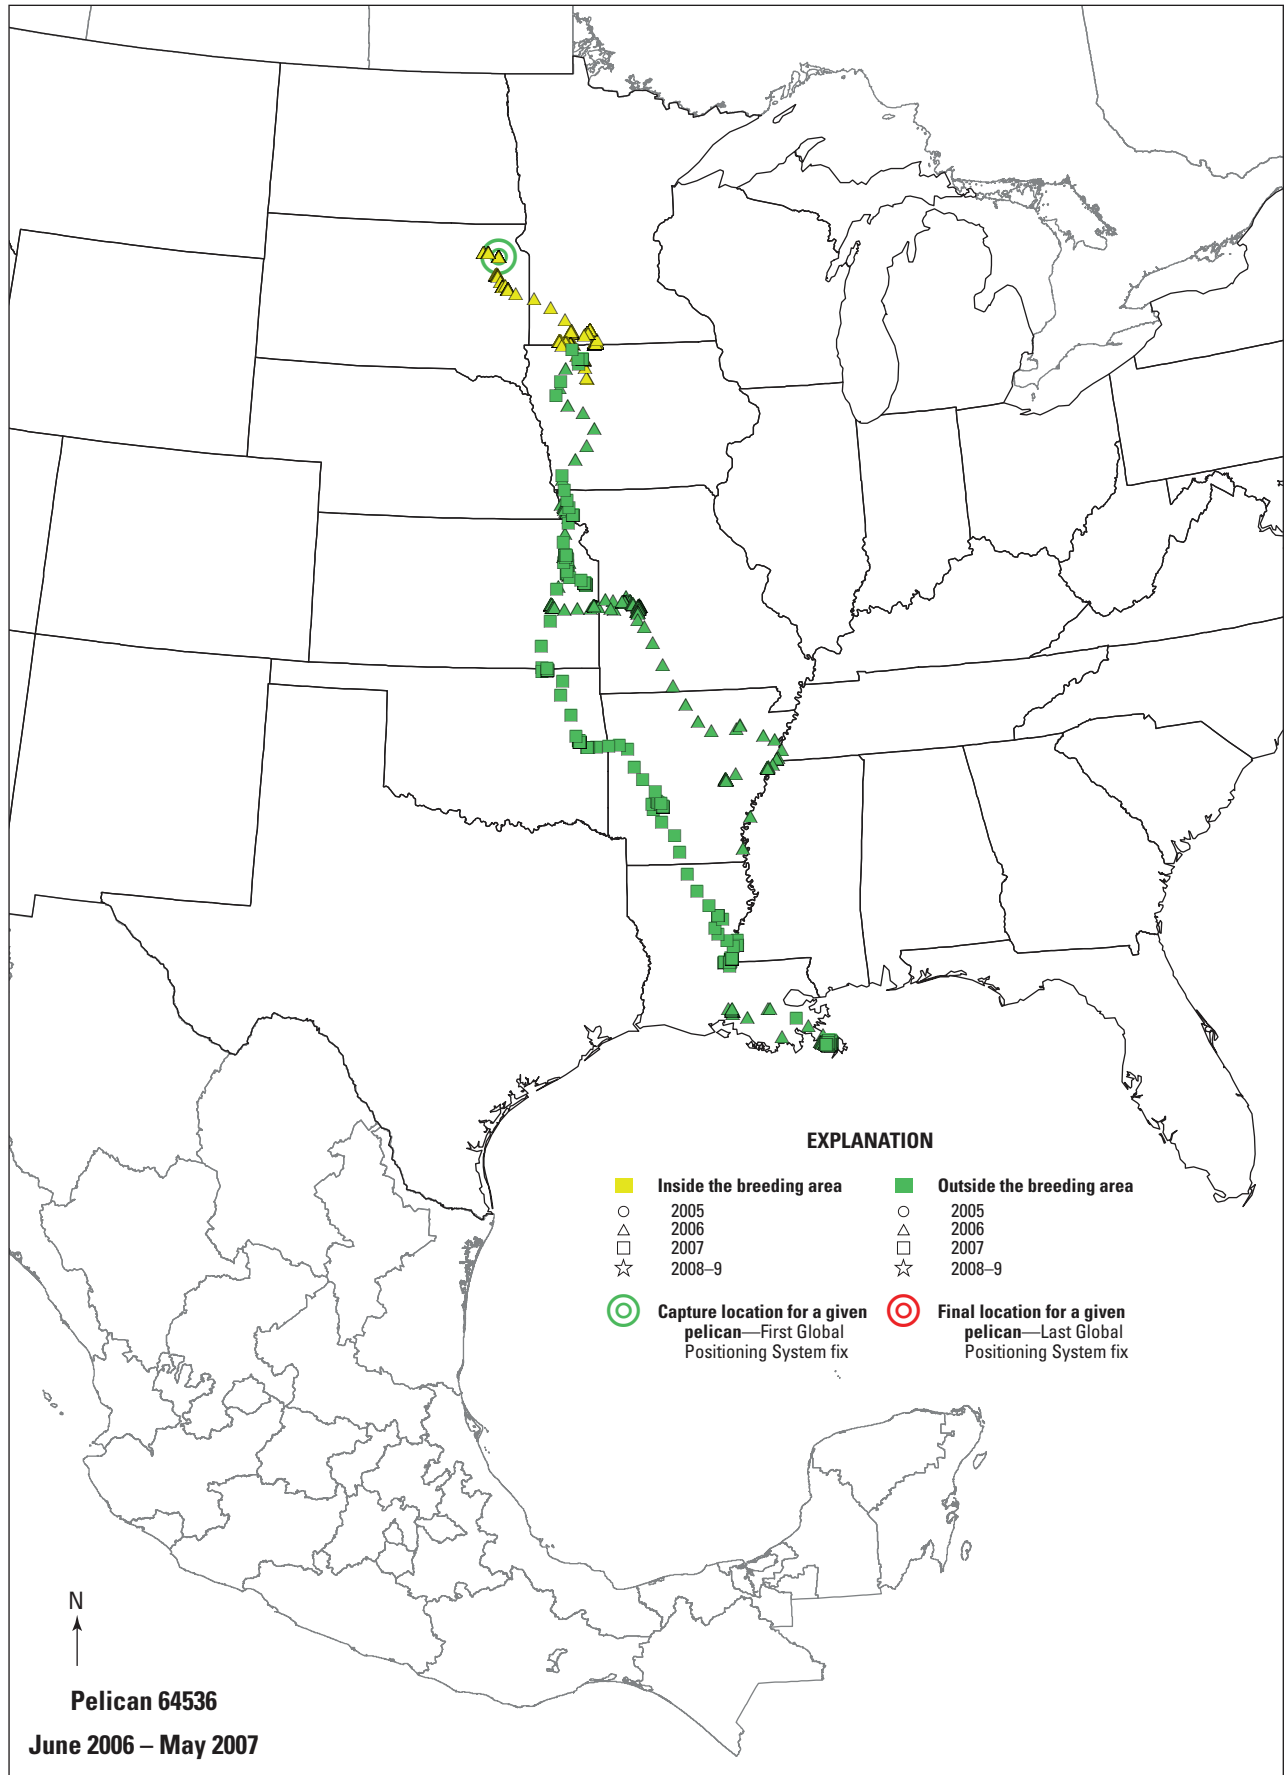 EXPLANATION
Inside the breeding area
2005
2006
2007
2008–9
Capture location for a given
pelican—First Global
Positioning System fix
Outside the breeding area
2005
2006
2007
2008–9
Final location for a given
pelican—Last Global
Positioning System fix
N
Pelican 64536
June 2006 – May 2007